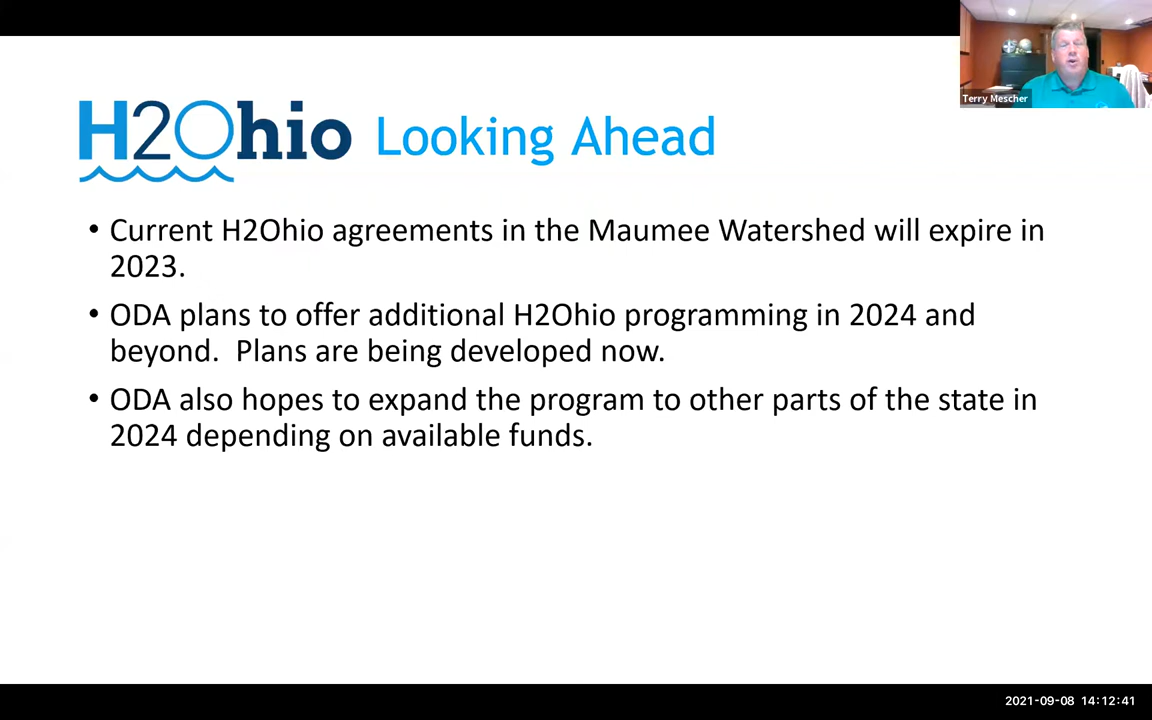 Terry Mescher
H2Ohio Looking Ahead
• Current H2Ohio agreements in the Maumee Watershed will expire in
2023.
• ODA plans to offer additional H2Ohio programming in 2024 and
beyond.  Plans are being developed now.
• ODA also hopes to expand the program to other parts of the state in
2024 depending on available funds.
2021-09-08 14:12:41